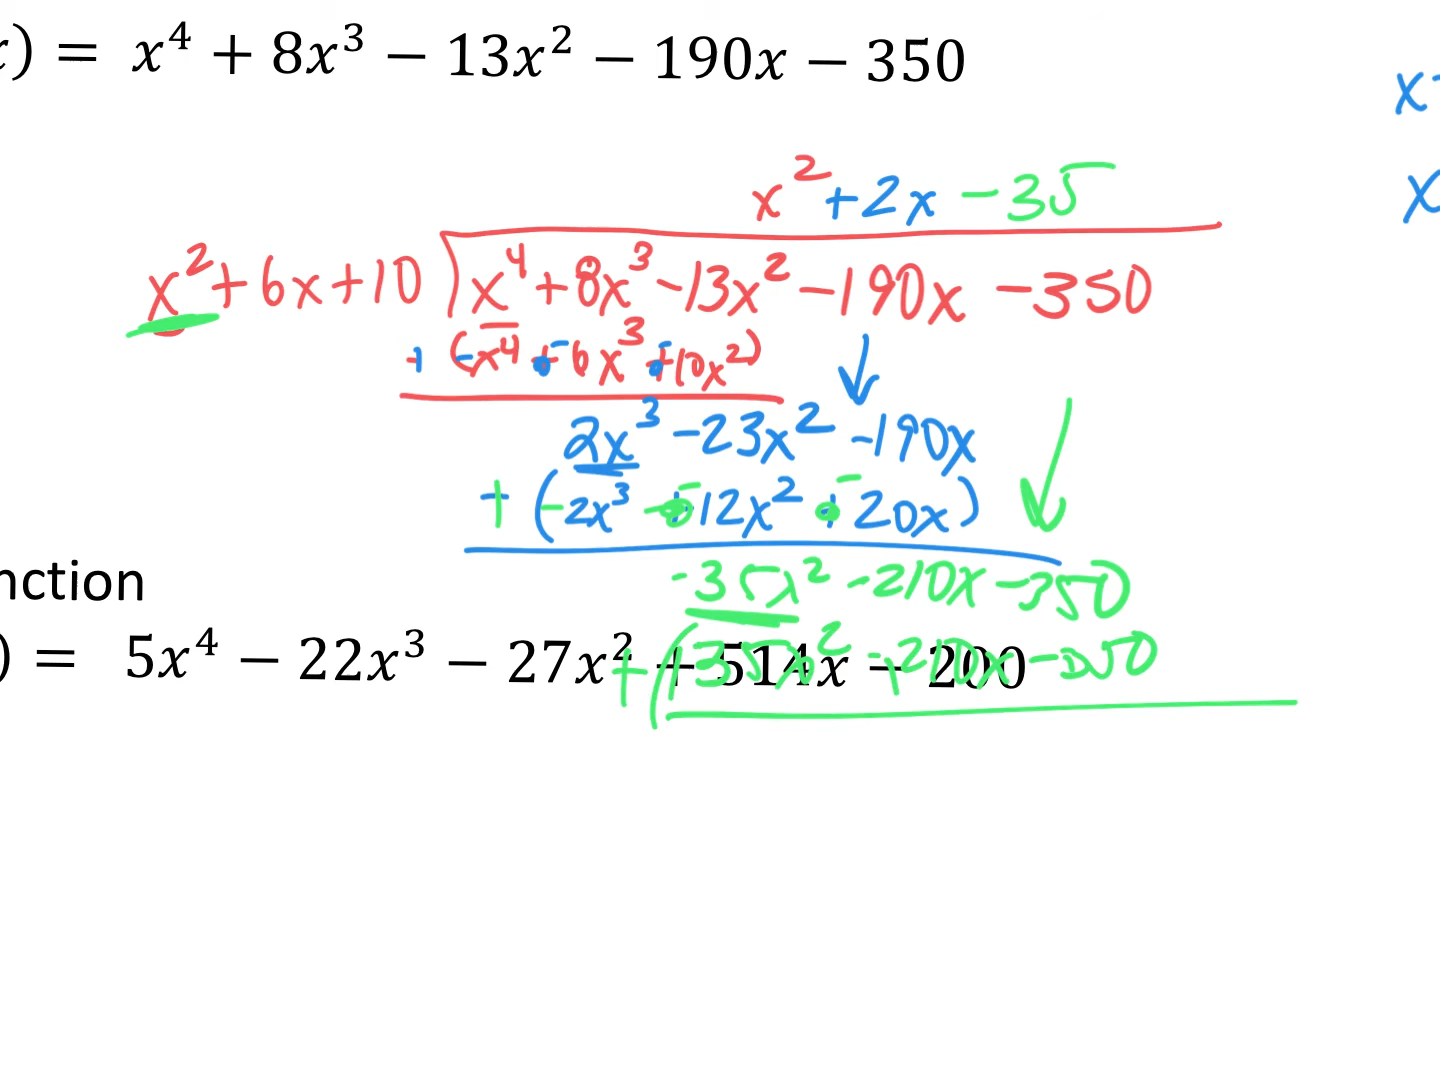 x) = x⁴ + 8x³ − 13x² − 190x − 350
x
x² + 2x − 35
x
x² + 6x + 10 x⁴ + 8x³ − 13x² − 190x − 350
+ (−x⁴ − 6x³ − 10x²)
2x³ − 23x² − 190x
+ (−2x³ − 12x² − 20x)
−35x² − 210x − 350
nction
) = 5x⁴ − 22x³ − 27x² + 514x − 200
+ (35x² + 210x − 350